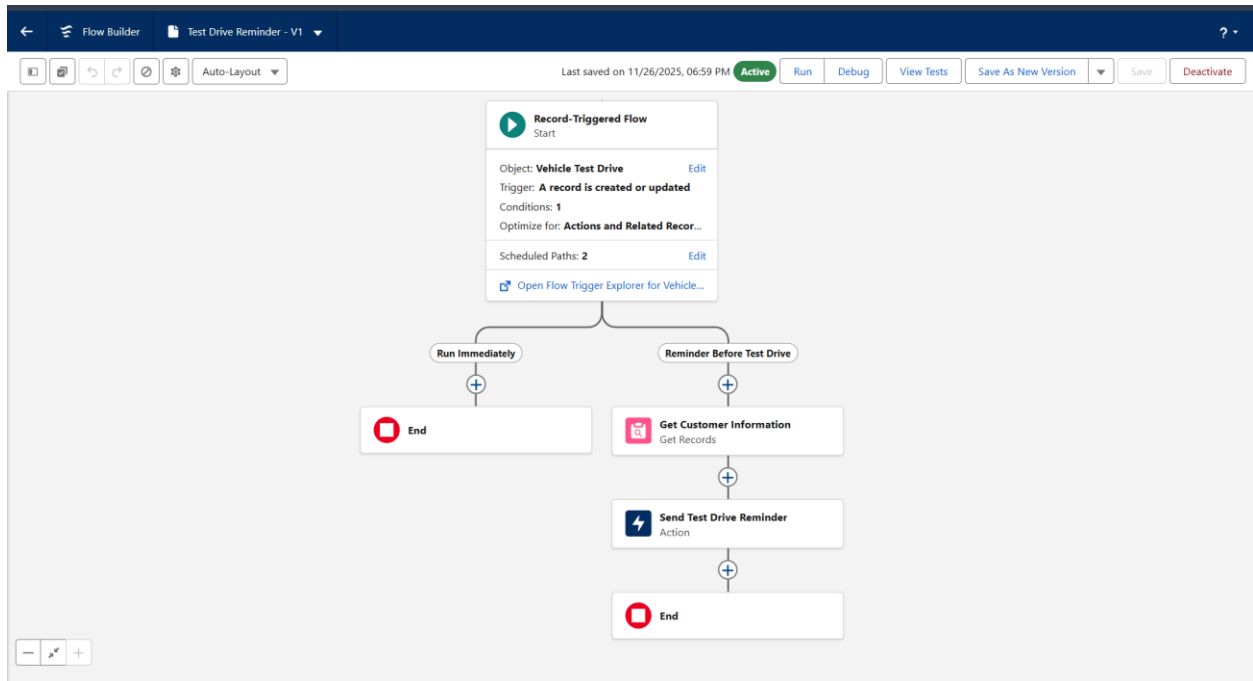 Flow Builder
Test Drive Reminder - V1
?
Auto-Layout
Last saved on 11/26/2025, 06:59 PM
Active
Run
Debug
View Tests
Save As New Version
Save
Deactivate
Record-Triggered Flow
Start
Object: Vehicle Test Drive
Edit
Trigger: A record is created or updated
Conditions: 1
Optimize for: Actions and Related Recor...
Scheduled Paths: 2
Edit
Open Flow Trigger Explorer for Vehicle...
Run Immediately
Reminder Before Test Drive
End
Get Customer Information
Get Records
Send Test Drive Reminder
Action
End